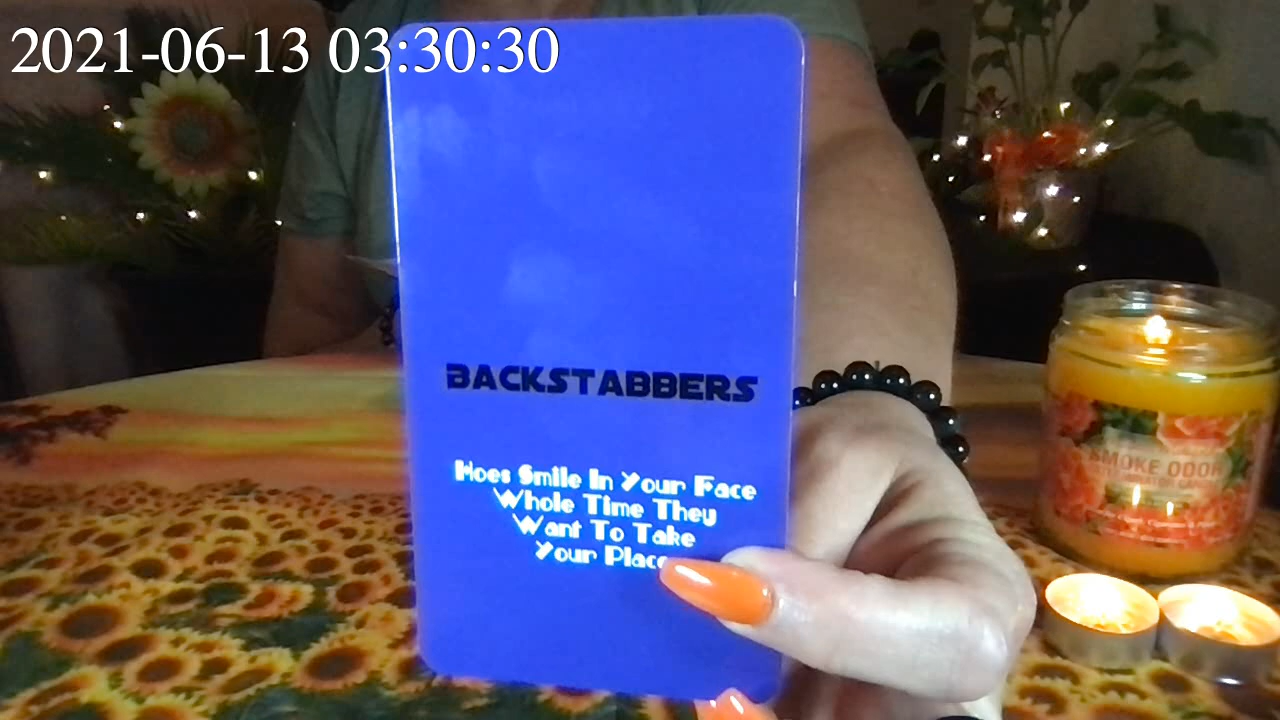 2021-06-13 03:30:30
BACKSTABBERS
Hoes Smile In Your Face
Whole Time They
Want To Take
Your Place
SMOKE ODOR